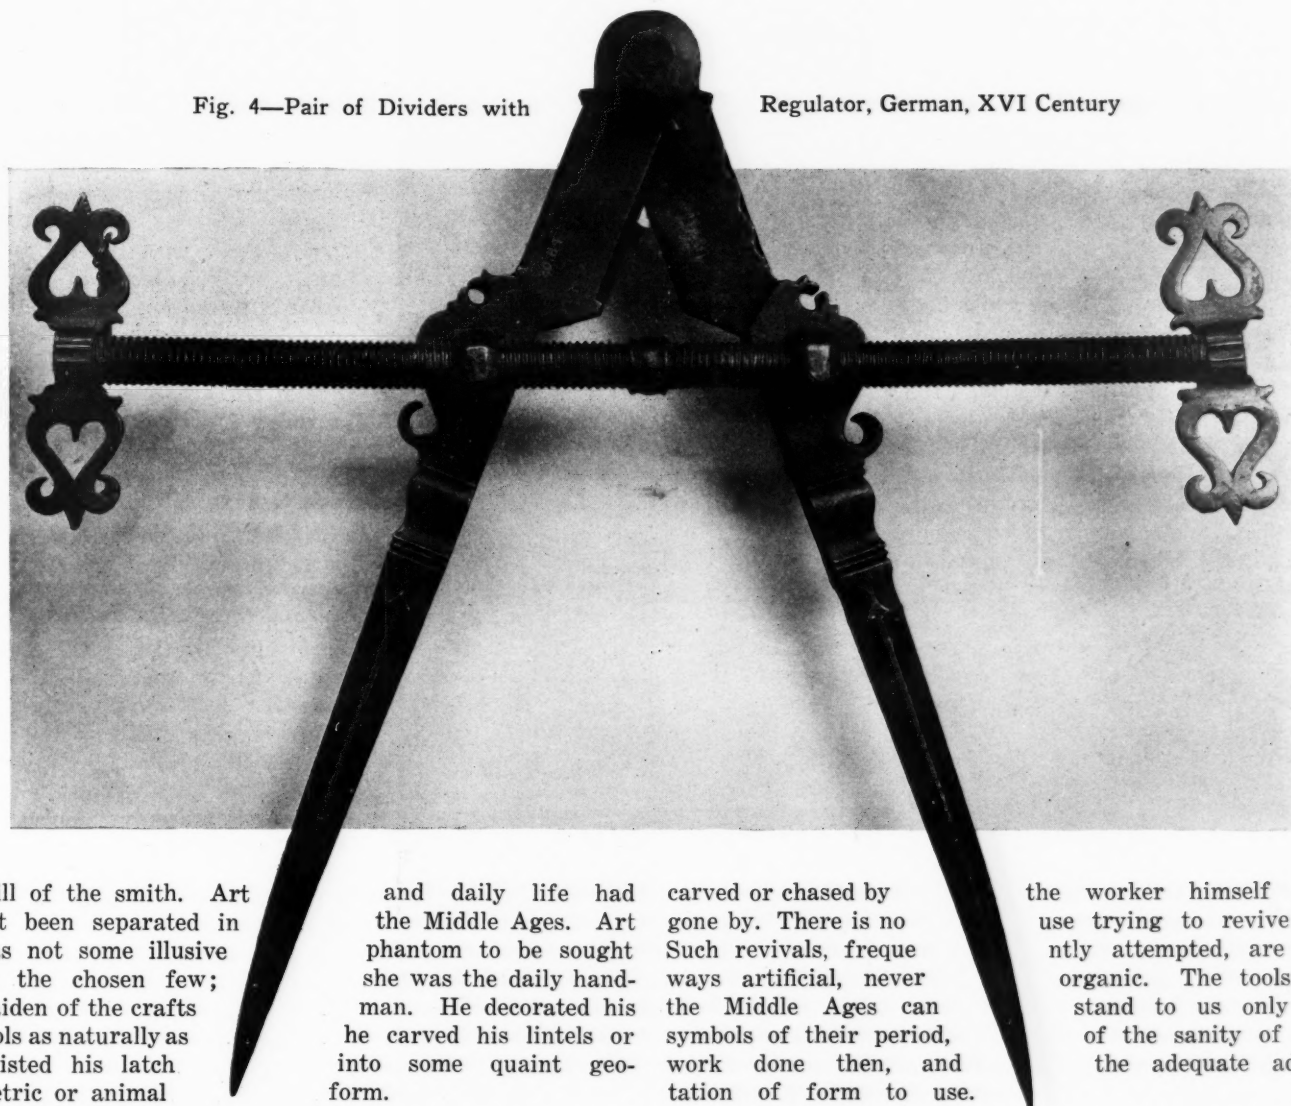 Fig. 4—Pair of Dividers with Regulator, German, XVI Century
ll of the smith. Art and daily life had
t been separated in the Middle Ages. Art
s not some illusive phantom to be sought
the chosen few; she was the daily hand-
iden of the crafts man. He decorated his
ols as naturally as he carved his lintels or
isted his latch into some quaint geo-
etric or animal form.
carved or chased by the worker himself
gone by. There is no use trying to revive
Such revivals, freque ntly attempted, are
ways artificial, never organic. The tools
the Middle Ages can stand to us only
symbols of their period, of the sanity of
work done then, and the adequate
tation of form to use.